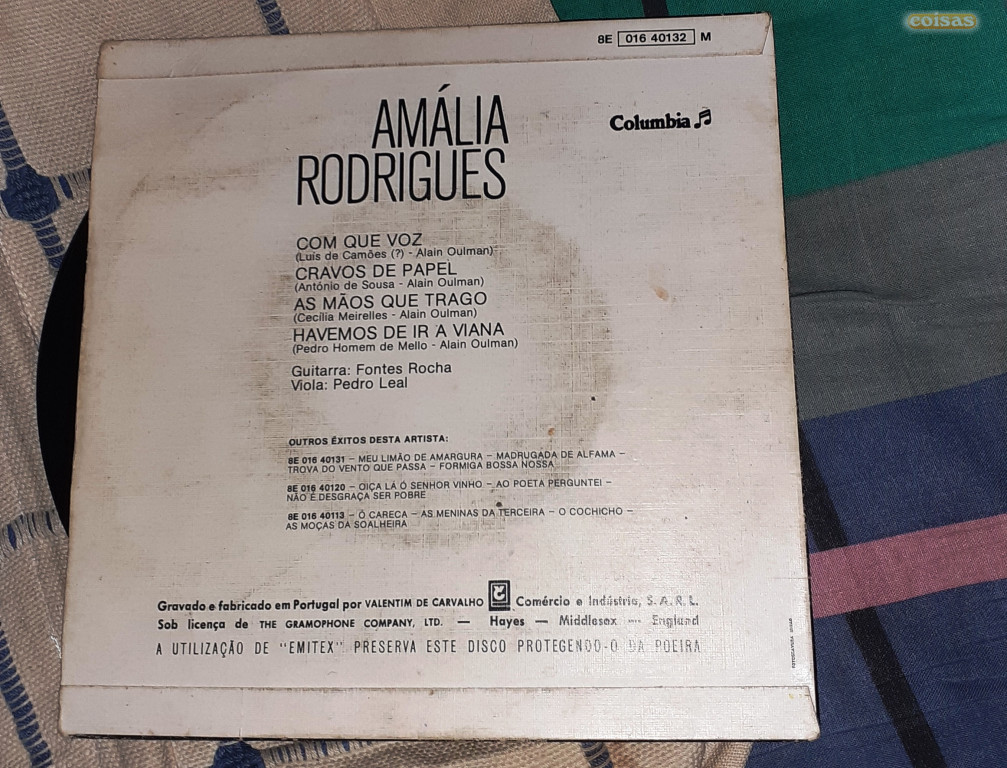 coisas
8E 016 40132 M
AMÁLIA
RODRIGUES
Columbia
COM QUE VOZ
(Luís de Camões (?) - Alain Oulman)
CRAVOS DE PAPEL
(António de Sousa - Alain Oulman)
AS MÃOS QUE TRAGO
(Cecília Meirelles - Alain Oulman)
HAVEMOS DE IR A VIANA
(Pedro Homem de Mello - Alain Oulman)
Guitarra: Fontes Rocha
Viola: Pedro Leal
OUTROS ÊXITOS DESTA ARTISTA:
8E 016 40131 – MEU LIMÃO DE AMARGURA – MADRUGADA DE ALFAMA –
TROVA DO VENTO QUE PASSA – FORMIGA BOSSA NOSSA
8E 016 40120 – OIÇA LÁ Ó SENHOR VINHO – AO POETA PERGUNTEI –
NÃO É DESGRAÇA SER POBRE
8E 016 40113 – Ó CARECA – AS MENINAS DA TERCEIRA – O COCHICHO –
AS MOÇAS DA SOALHEIRA
Gravado e fabricado em Portugal por VALENTIM DE CARVALHO Comércio e Indústria, S. A. R. L.
Sob licença de THE GRAMOPHONE COMPANY, LTD. — Hayes — Middlesex — England
A UTILIZAÇÃO DE "EMITEX" PRESERVA ESTE DISCO PROTEGENDO-O DA POEIRA